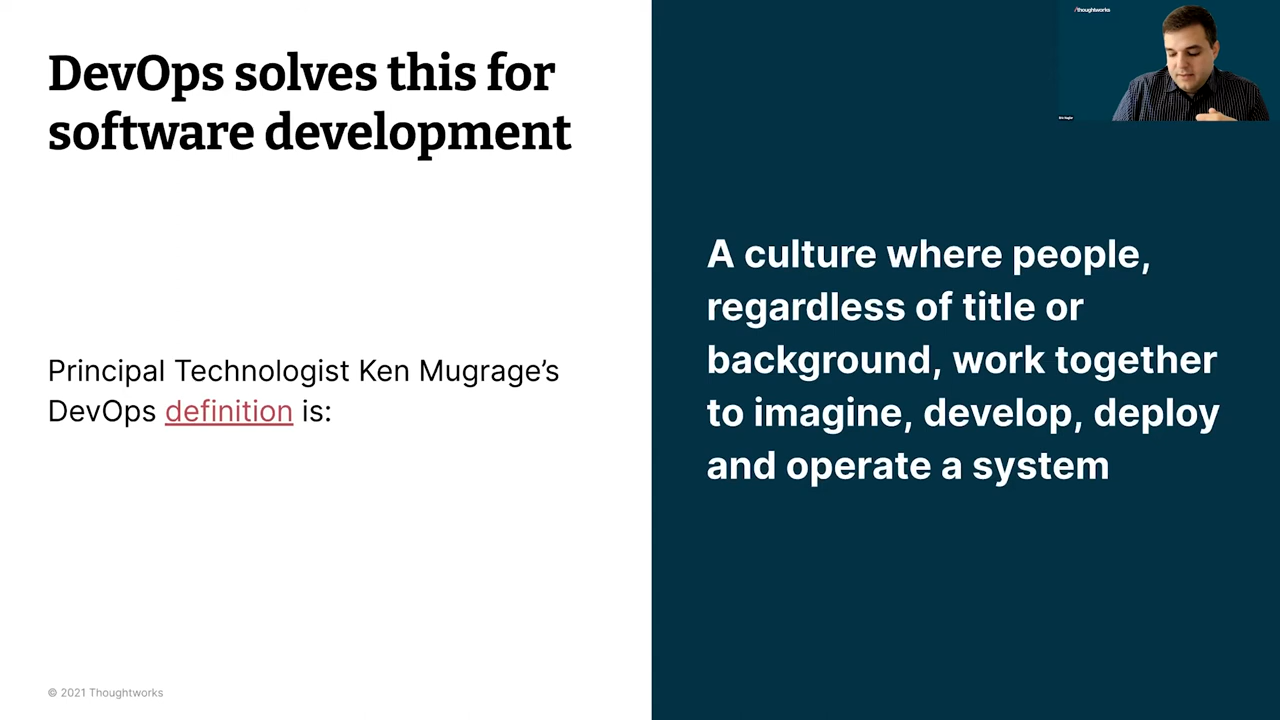 DevOps solves this for
software development
Principal Technologist Ken Mugrage’s
DevOps definition is:
A culture where people,
regardless of title or
background, work together
to imagine, develop, deploy
and operate a system
© 2021 Thoughtworks
/thoughtworks